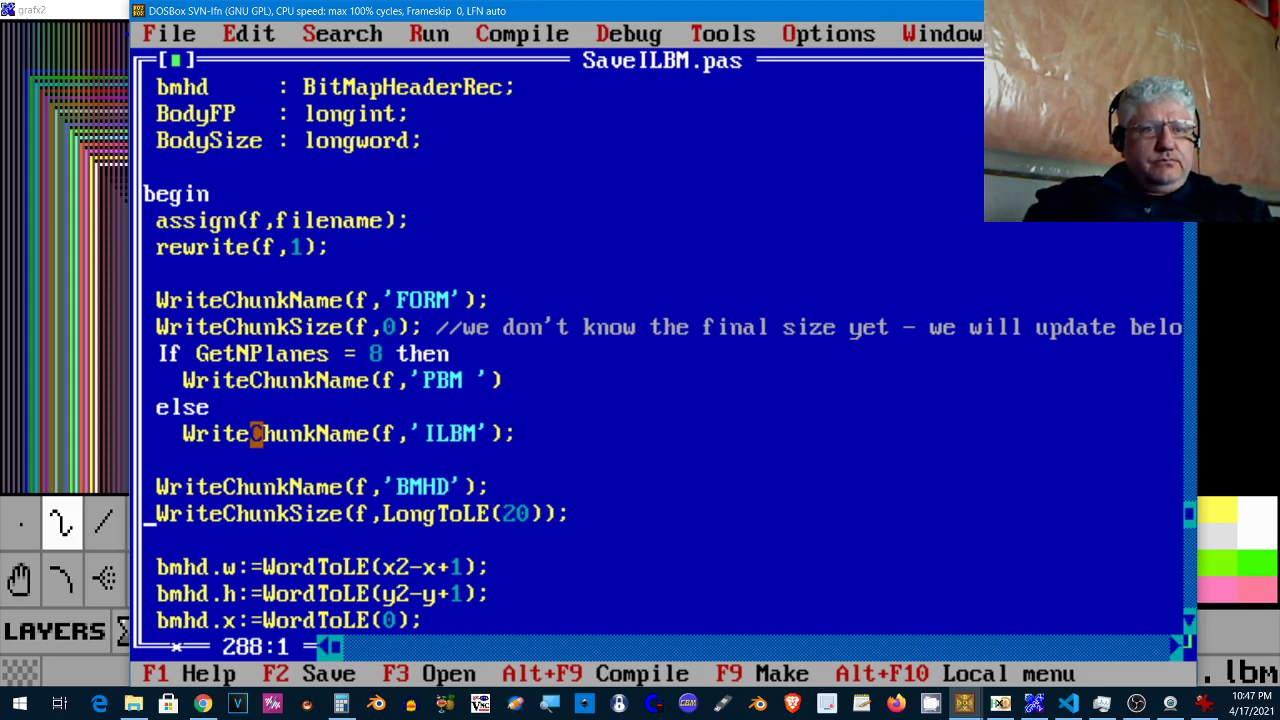 grafx2
DOSBox SVN-lfn (GNU GPL), CPU speed: max 100% cycles, Frameskip 0, LFN auto
File Edit Search Run Compile Debug Tools Options Window
[■] SaveILBM.pas
bmhd : BitMapHeaderRec;
BodyFP : longint;
BodySize : longword;
begin
assign(f,filename);
rewrite(f,1);
WriteChunkName(f,'FORM');
WriteChunkSize(f,0); //we don't know the final size yet - we will update belo
If GetNPlanes = 8 then
WriteChunkName(f,'PBM ')
else
WriteChunkName(f,'ILBM');
WriteChunkName(f,'BMHD');
WriteChunkSize(f,LongToLE(20));
bmhd.w:=WordToLE(x2-x+1);
bmhd.h:=WordToLE(y2-y+1);
bmhd.x:=WordToLE(0);
LAYERS
* 288:1
.lbm
F1 Help F2 Save F3 Open Alt+F9 Compile F9 Make Alt+F10 Local menu
10:47 PM
4/17/2021